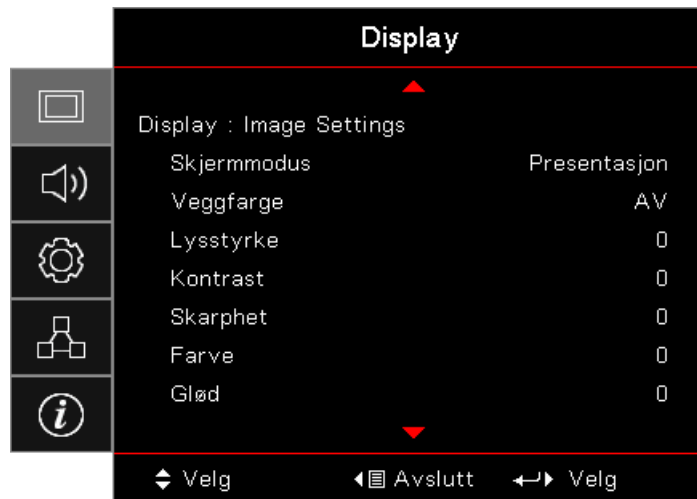 Display
Display : Image Settings
Skjermmodus Presentasjon
Veggfarge AV
Lysstyrke 0
Kontrast 0
Skarphet 0
Farve 0
Glød 0
Velg Avslutt Velg